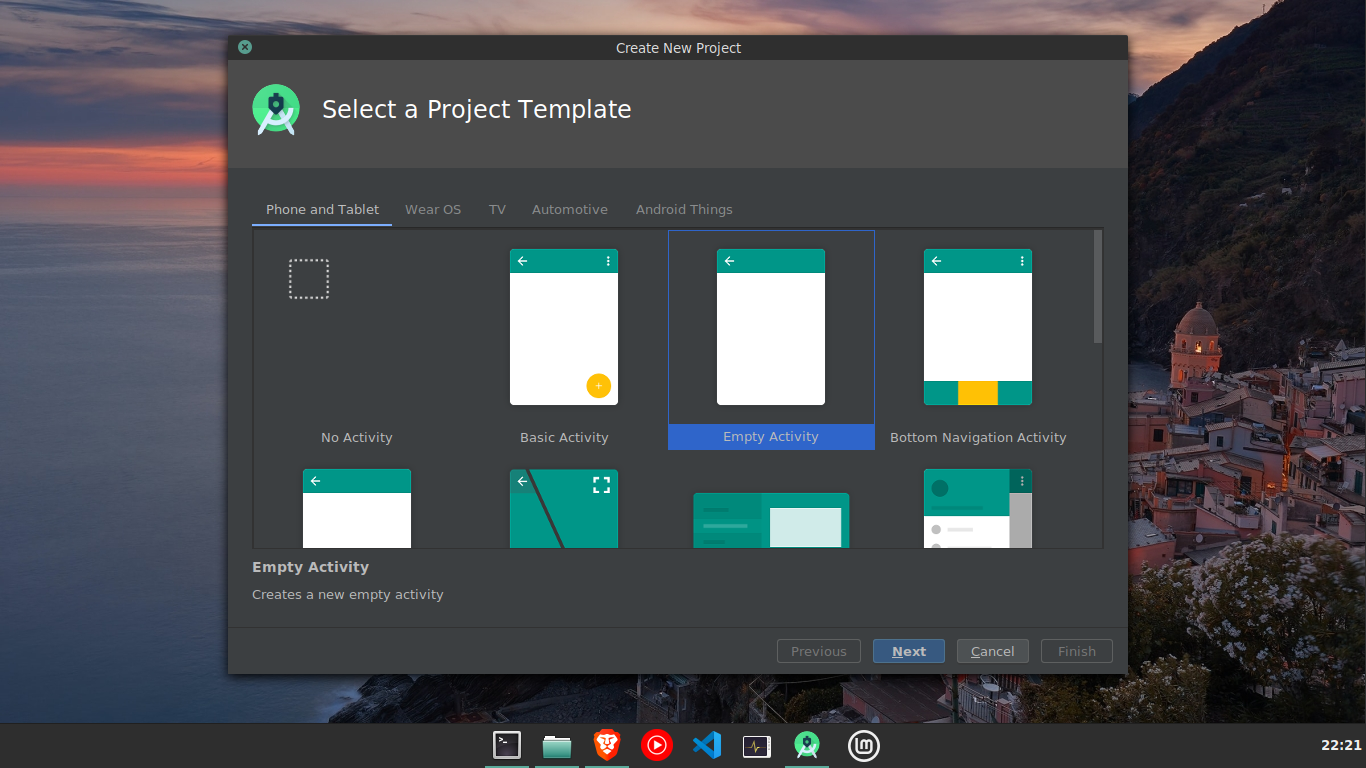 Create New Project
Select a Project Template
Phone and Tablet Wear OS TV Automotive Android Things
No Activity Basic Activity Empty Activity Bottom Navigation Activity
Empty Activity
Creates a new empty activity
Previous Next Cancel Finish
22:21